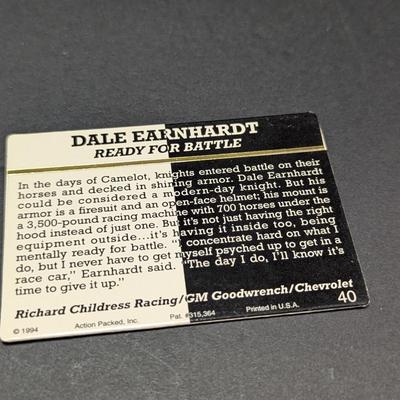 DALE EARNHARDT
READY FOR BATTLE
In the days of Camelot, knights entered battle on their
horses and decked in shining armor. Dale Earnhardt
could be considered a modern-day knight. But his
armor is a firesuit and an open-face helmet; his mount is
a 3,500-pound racing machine with 700 horses under the
hood instead of just one. But it's not just having the right
equipment outside...it's having it inside too, being
mentally ready for battle. "I concentrate hard on what I
do, but I never have to get myself psyched up to get in a
race car," Earnhardt said. "The day I do, I'll know it's
time to give it up."
Richard Childress Racing/GM Goodwrench/Chevrolet
40
© 1994 Action Packed, Inc. Pat. #315,364 Printed in U.S.A.